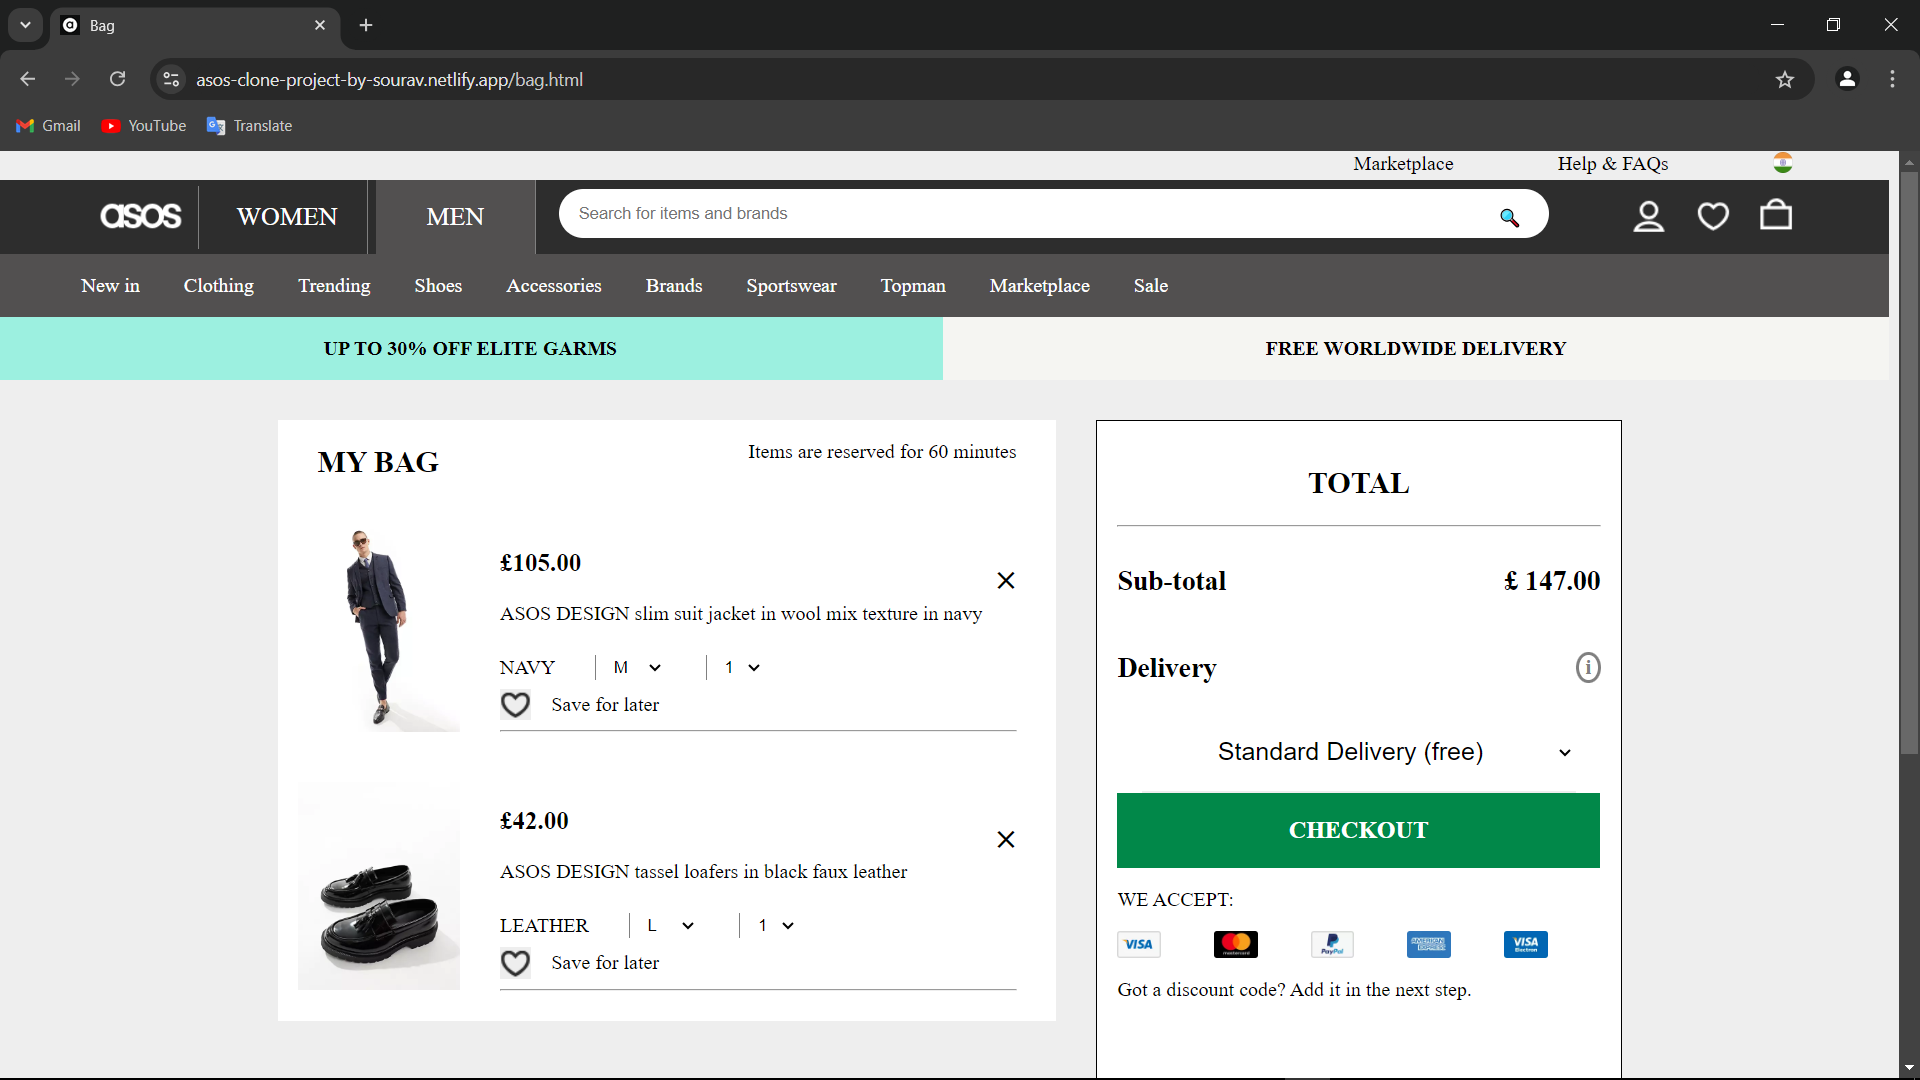 Bag
asos-clone-project-by-sourav.netlify.app/bag.html
Gmail
YouTube
Translate
Marketplace
Help & FAQs
asos
WOMEN
MEN
Search for items and brands
New in
Clothing
Trending
Shoes
Accessories
Brands
Sportswear
Topman
Marketplace
Sale
UP TO 30% OFF ELITE GARMS
FREE WORLDWIDE DELIVERY
MY BAG
Items are reserved for 60 minutes
£105.00
ASOS DESIGN slim suit jacket in wool mix texture in navy
NAVY
M
1
Save for later
£42.00
ASOS DESIGN tassel loafers in black faux leather
LEATHER
L
1
Save for later
TOTAL
Sub-total
£ 147.00
Delivery
Standard Delivery (free)
CHECKOUT
WE ACCEPT:
VISA
mastercard
PayPal
AMERICAN EXPRESS
VISA Electron
Got a discount code? Add it in the next step.